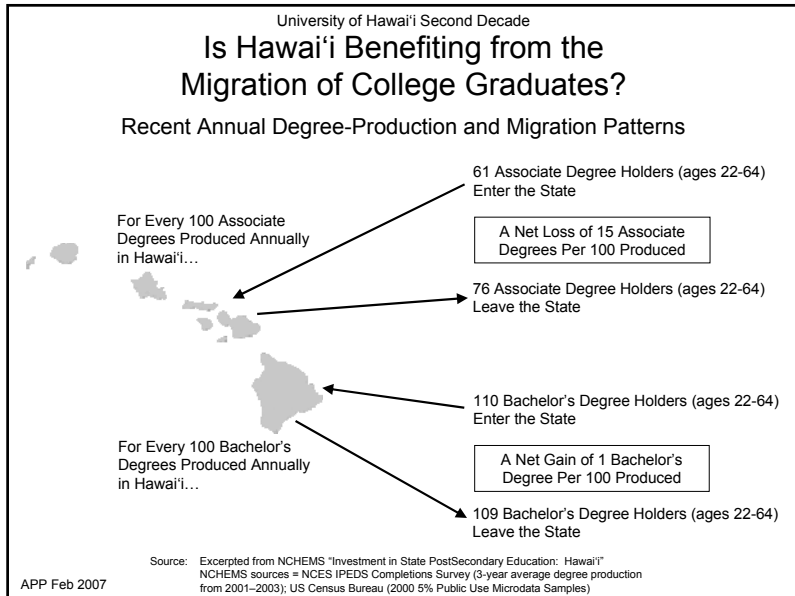 University of Hawai‘i Second Decade
Is Hawai‘i Benefiting from the
Migration of College Graduates?
Recent Annual Degree-Production and Migration Patterns
61 Associate Degree Holders (ages 22-64)
Enter the State
For Every 100 Associate
Degrees Produced Annually
in Hawai‘i…
A Net Loss of 15 Associate
Degrees Per 100 Produced
76 Associate Degree Holders (ages 22-64)
Leave the State
110 Bachelor’s Degree Holders (ages 22-64)
Enter the State
For Every 100 Bachelor’s
Degrees Produced Annually
in Hawai‘i…
A Net Gain of 1 Bachelor’s
Degree Per 100 Produced
109 Bachelor’s Degree Holders (ages 22-64)
Leave the State
Source: Excerpted from NCHEMS “Investment in State PostSecondary Education: Hawai‘i”
NCHEMS sources = NCES IPEDS Completions Survey (3-year average degree production
from 2001–2003); US Census Bureau (2000 5% Public Use Microdata Samples)
APP Feb 2007